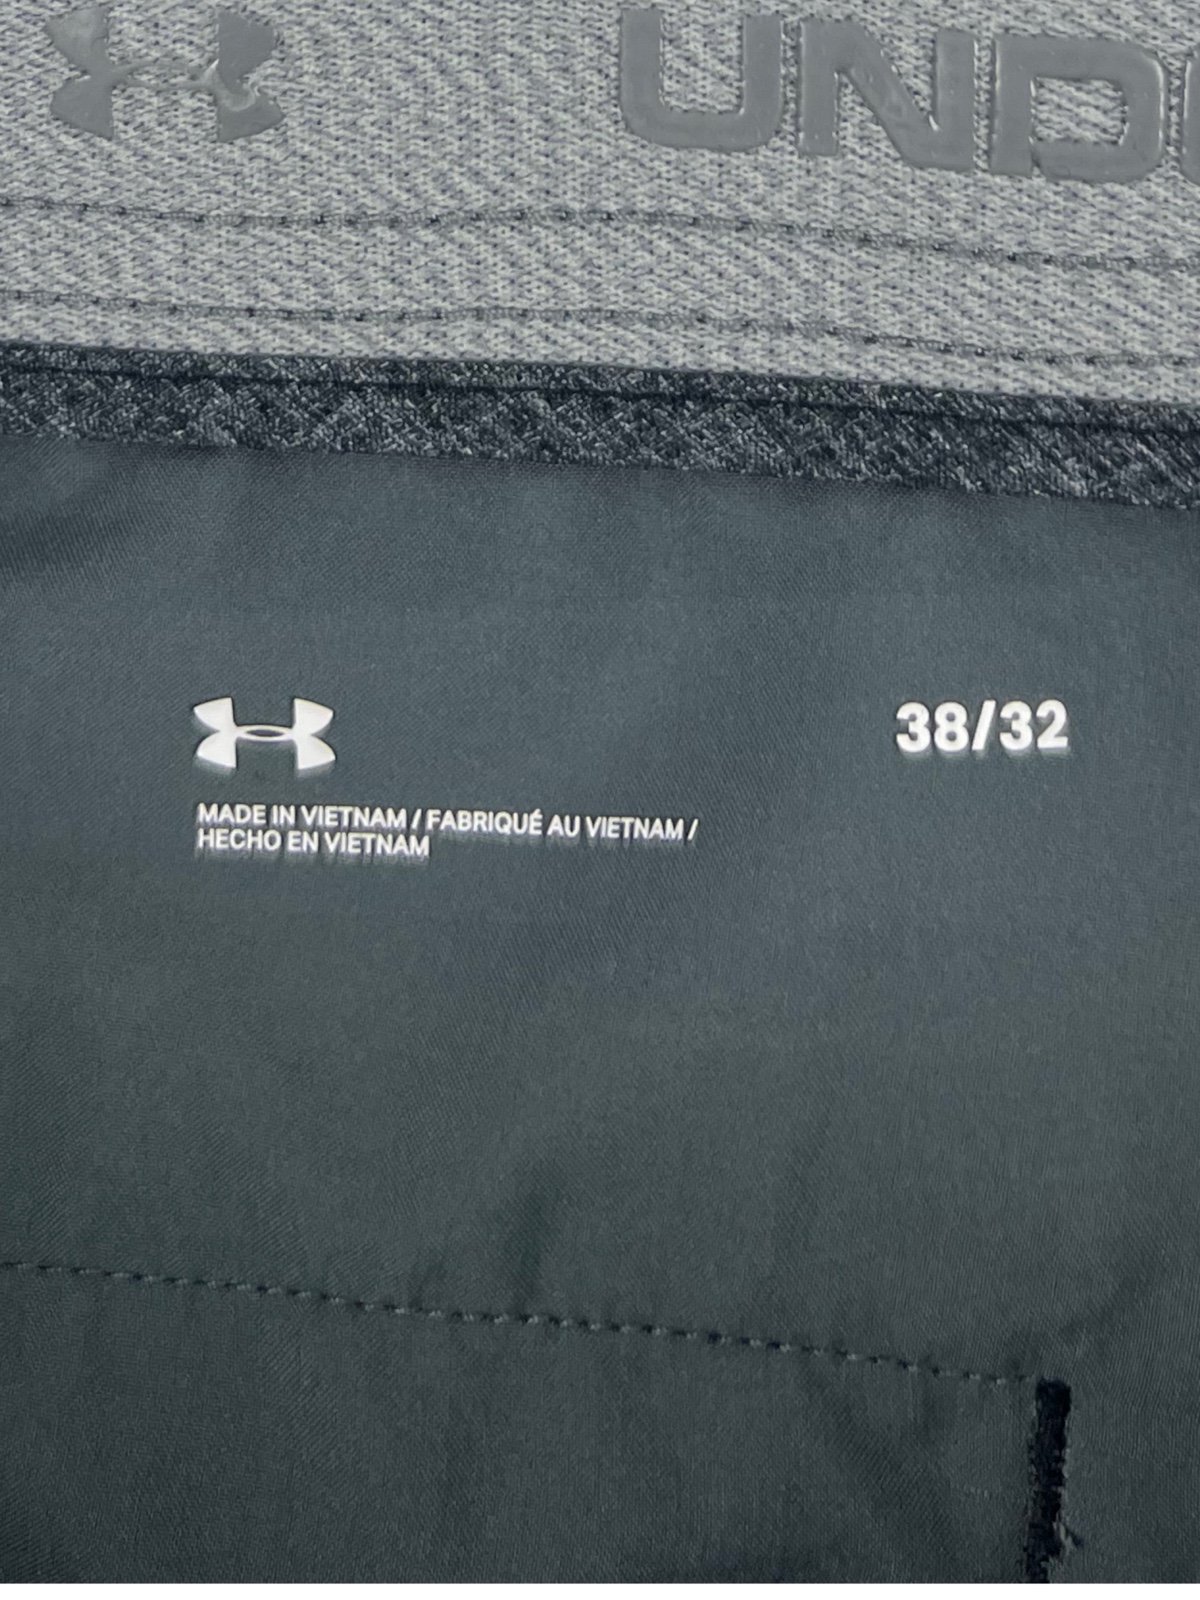 UND
38/32
MADE IN VIETNAM / FABRIQUÉ AU VIETNAM /
HECHO EN VIETNAM